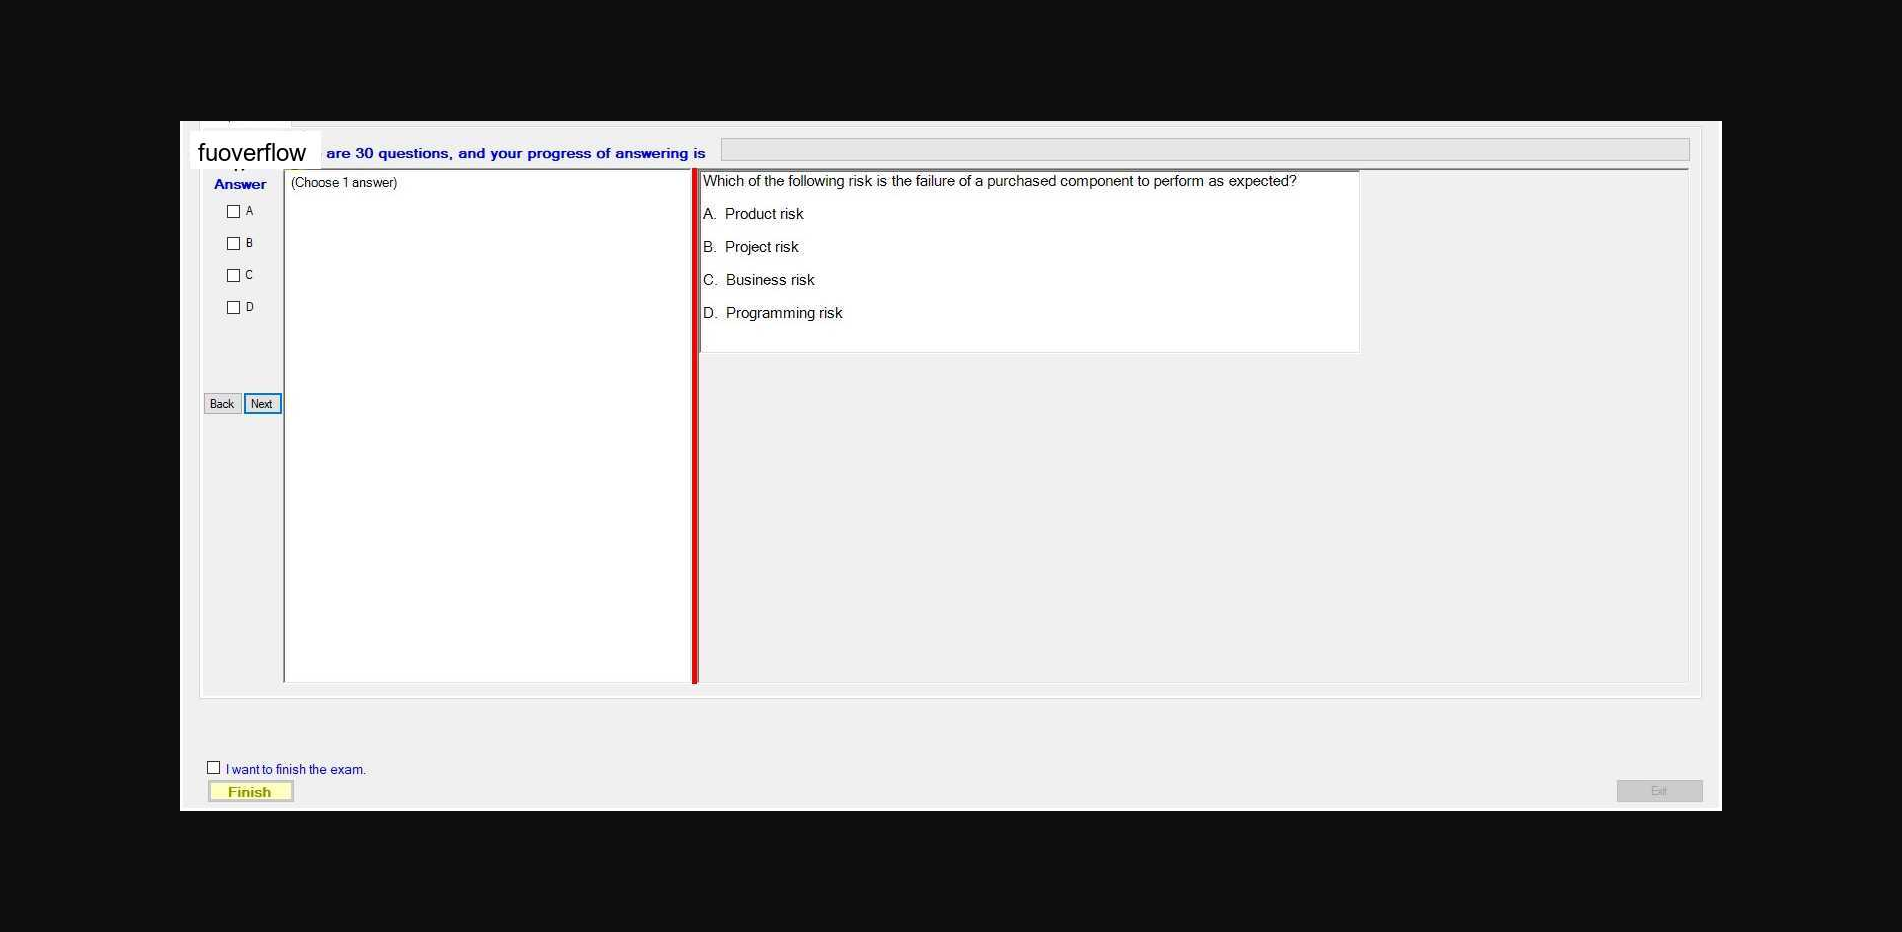 fuoverflow are 30 questions, and your progress of answering is
Answer
(Choose 1 answer)
A
B
C
D
Back Next
Which of the following risk is the failure of a purchased component to perform as expected?
A. Product risk
B. Project risk
C. Business risk
D. Programming risk
I want to finish the exam.
Finish
Exit